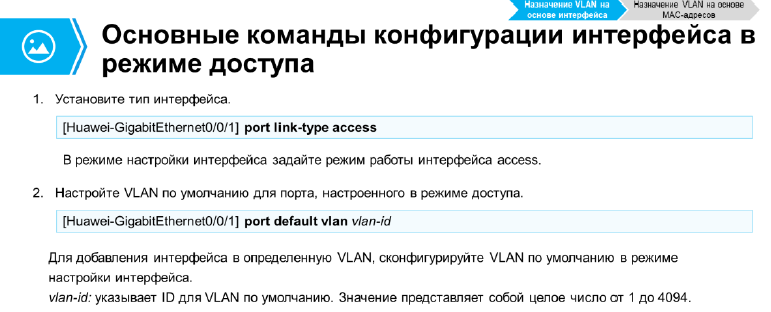 Назначение VLAN на
основе интерфейса
Назначение VLAN на основе
MAC-адресов
Основные команды конфигурации интерфейса в
режиме доступа
1. Установите тип интерфейса.
[Huawei-GigabitEthernet0/0/1] port link-type access
В режиме настройки интерфейса задайте режим работы интерфейса access.
2. Настройте VLAN по умолчанию для порта, настроенного в режиме доступа.
[Huawei-GigabitEthernet0/0/1] port default vlan vlan-id
Для добавления интерфейса в определенную VLAN, сконфигурируйте VLAN по умолчанию в режиме
настройки интерфейса.
vlan-id: указывает ID для VLAN по умолчанию. Значение представляет собой целое число от 1 до 4094.